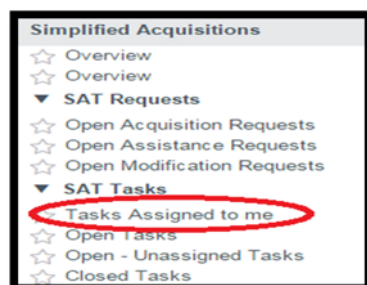 Simplified Acquisitions
Overview
Overview
SAT Requests
Open Acquisition Requests
Open Assistance Requests
Open Modification Requests
SAT Tasks
Tasks Assigned to me
Open Tasks
Open - Unassigned Tasks
Closed Tasks